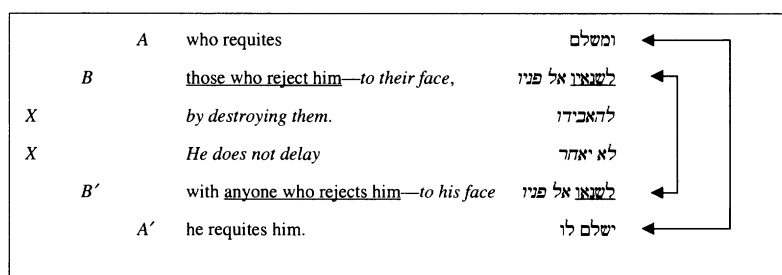 A who requites ומשלם
B those who reject him—to their face, לשנאיו אל פניו
X by destroying them. להאבידו
X He does not delay לא יאחר
B′ with anyone who rejects him—to his face לשנאו אל פניו
A′ he requites him. ישלם לו